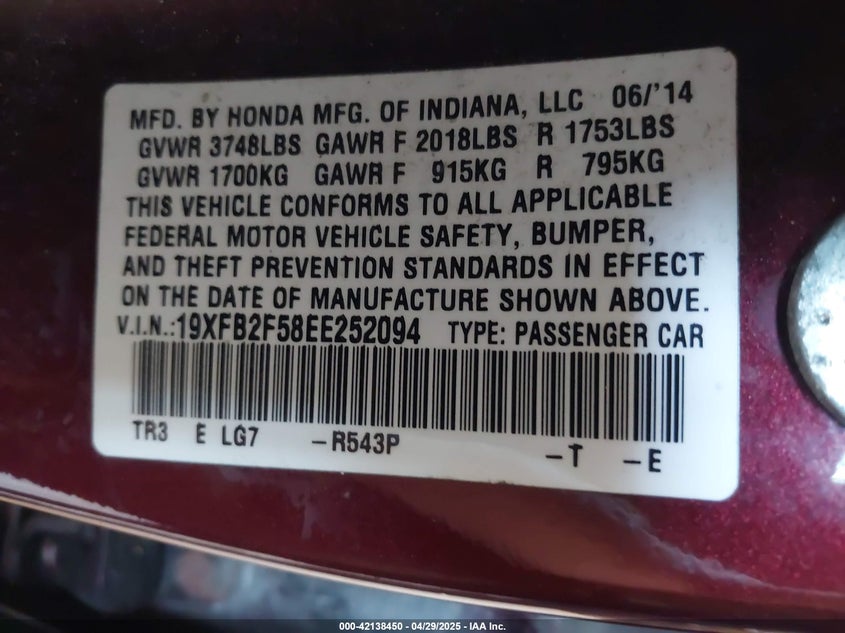 MFD. BY HONDA MFG. OF INDIANA, LLC 06/'14
GVWR 3748LBS GAWR F 2018LBS R 1753LBS
GVWR 1700KG GAWR F 915KG R 795KG
THIS VEHICLE CONFORMS TO ALL APPLICABLE
FEDERAL MOTOR VEHICLE SAFETY, BUMPER,
AND THEFT PREVENTION STANDARDS IN EFFECT
ON THE DATE OF MANUFACTURE SHOWN ABOVE.
V.I.N.:19XFB2F58EE252094 TYPE: PASSENGER CAR
TR3 E LG7 -R543P -T -E
000-42138450 04/29/2025 - IAA Inc.